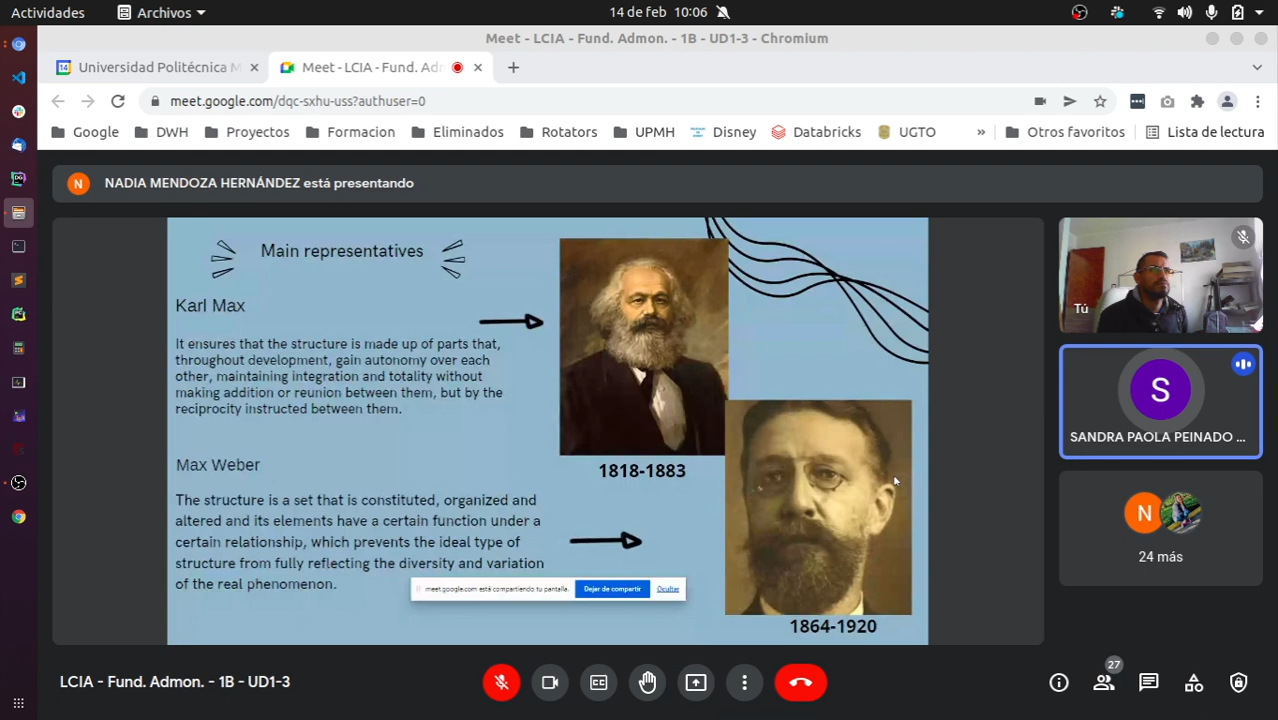 Actividades
Archivos
14 de feb 10:06
Meet - LCIA - Fund. Admon. - 1B - UD1-3 - Chromium
Universidad Politécnica M
Meet - LCIA - Fund. Adm
meet.google.com/dqc-sxhu-uss?authuser=0
Google
DWH
Proyectos
Formacion
Eliminados
Rotators
UPMH
Disney
Databricks
UGTO
»
Otros favoritos
Lista de lectura
N
NADIA MENDOZA HERNÁNDEZ está presentando
Main representatives
Karl Max
It ensures that the structure is made up of parts that,
throughout development, gain autonomy over each
other, maintaining integration and totality without
making addition or reunion between them, but by the
reciprocity instructed between them.
1818-1883
Max Weber
The structure is a set that is constituted, organized and
altered and its elements have a certain function under a
certain relationship, which prevents the ideal type of
structure from fully reflecting the diversity and variation
of the real phenomenon.
1864-1920
meet.google.com está compartiendo tu pantalla.
Dejar de compartir
Ocultar
Tú
S
SANDRA PAOLA PEINADO ...
N
24 más
LCIA - Fund. Admon. - 1B - UD1-3
27